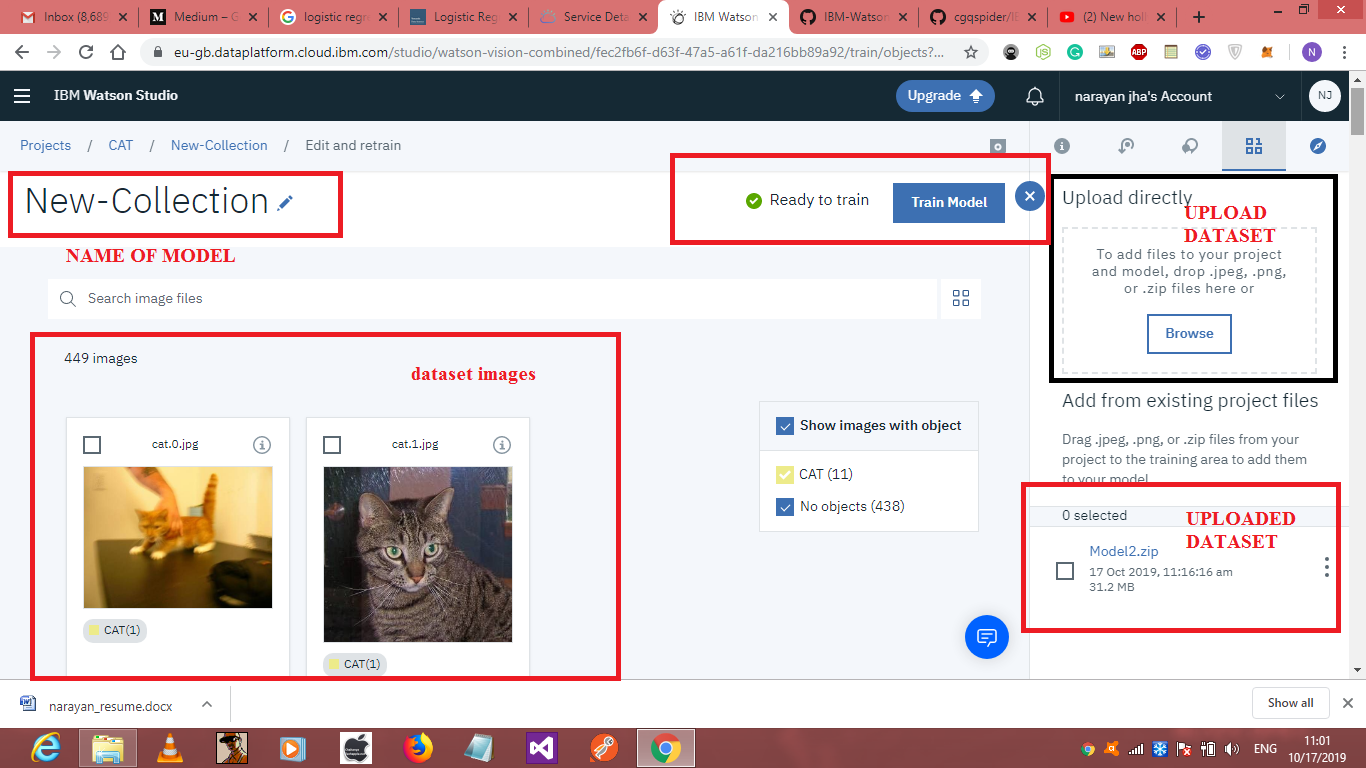 Inbox (8,689
Medium – G
logistic regre
Logistic Reg
Service Deta
IBM Watson
IBM-Watson
cgqspider/IE
(2) New holi
eu-gb.dataplatform.cloud.ibm.com/studio/watson-vision-combined/fec2fb6f-d63f-47a5-a61f-da216bb89a92/train/objects?...
ABP
N
IBM Watson Studio
Upgrade
narayan jha's Account
NJ
Projects / CAT / New-Collection / Edit and retrain
New-Collection
Ready to train
Train Model
NAME OF MODEL
Search image files
449 images
dataset images
cat.0.jpg
cat.1.jpg
CAT(1)
CAT(1)
Show images with object
CAT (11)
No objects (438)
Upload directly
UPLOAD
DATASET
To add files to your project
and model, drop .jpeg, .png,
or .zip files here or
Browse
Add from existing project files
Drag .jpeg, .png, or .zip files from your
project to the training area to add them
to your model
0 selected
UPLOADED
DATASET
Model2.zip
17 Oct 2019, 11:16:16 am
31.2 MB
narayan_resume.docx
Show all
ENG
11:01
10/17/2019